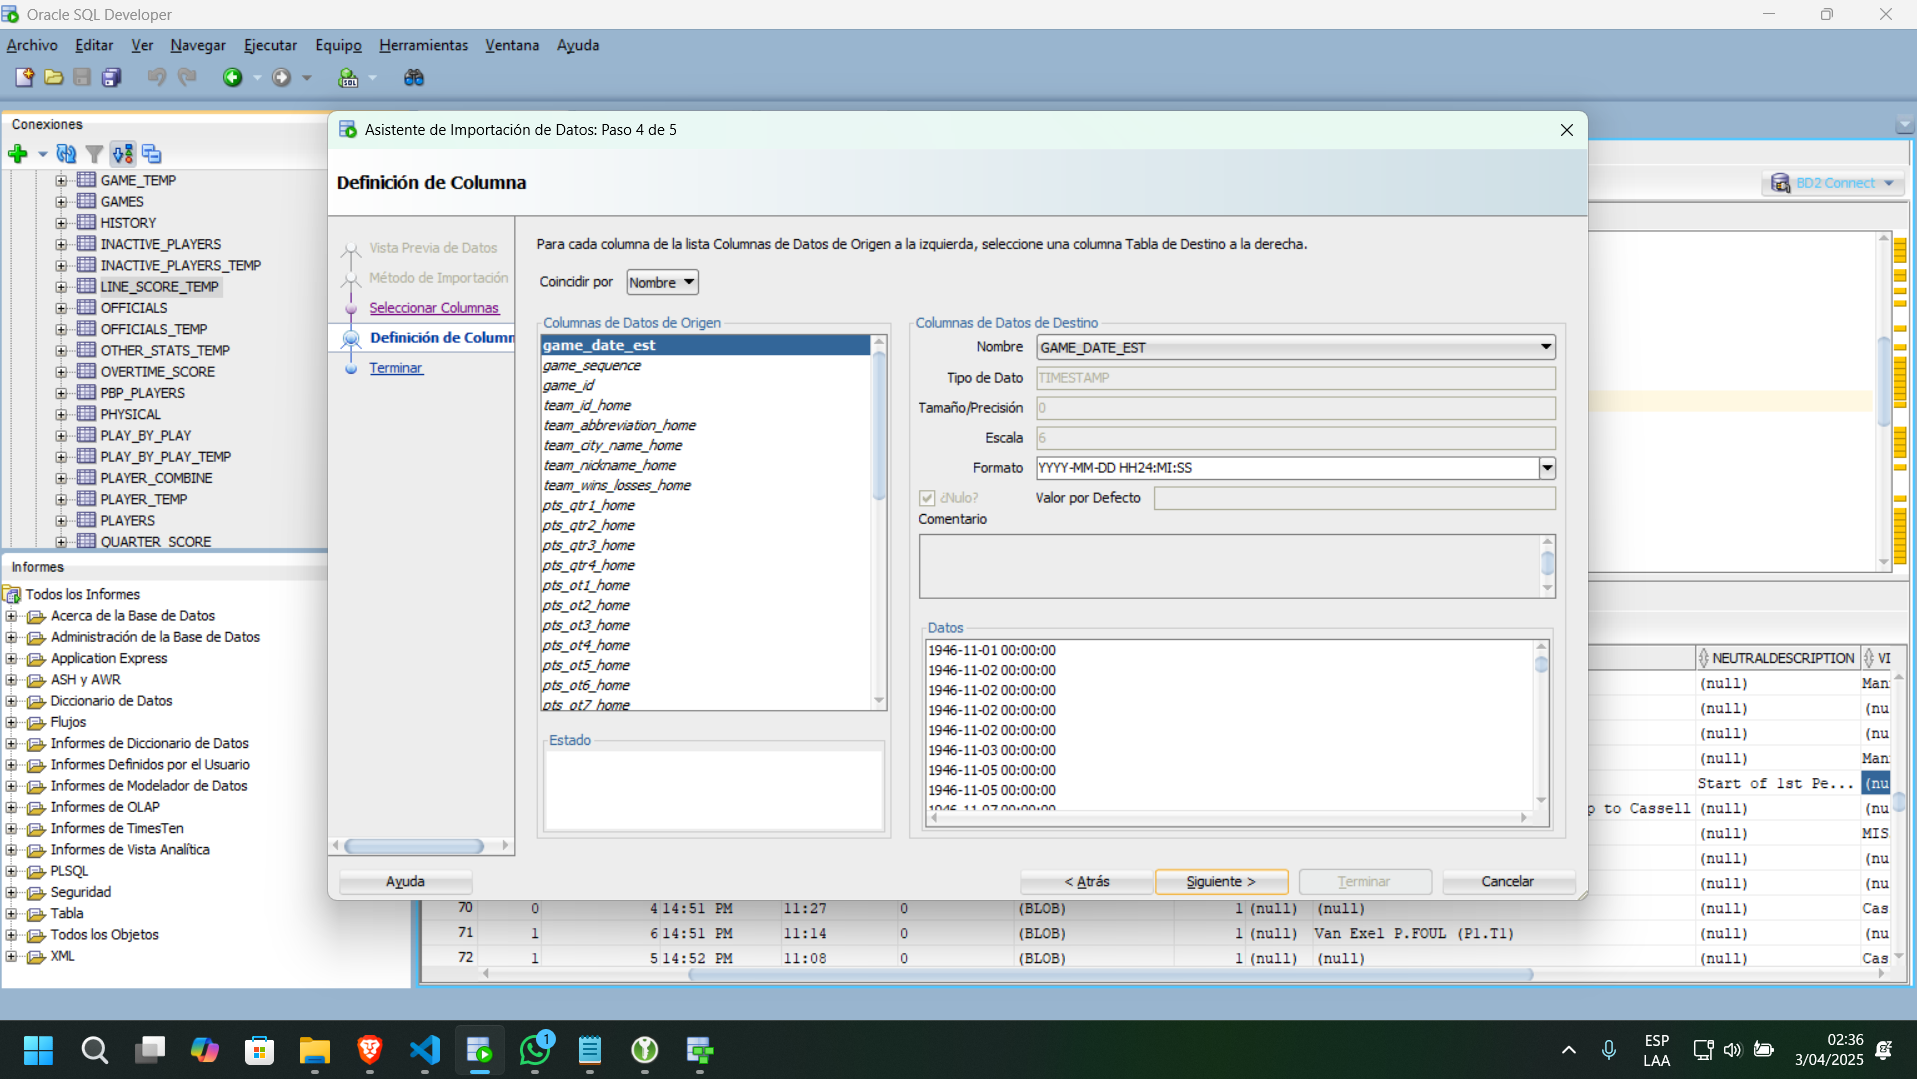 Oracle SQL Developer
Archivo Editar Ver Navegar Ejecutar Equipo Herramientas Ventana Ayuda
Conexiones
GAME_TEMP
GAMES
HISTORY
INACTIVE_PLAYERS
INACTIVE_PLAYERS_TEMP
LINE_SCORE_TEMP
OFFICIALS
OFFICIALS_TEMP
OTHER_STATS_TEMP
OVERTIME_SCORE
PBP_PLAYERS
PHYSICAL
PLAY_BY_PLAY
PLAY_BY_PLAY_TEMP
PLAYER_COMBINE
PLAYER_TEMP
PLAYERS
QUARTER_SCORE
Informes
Todos los Informes
Acerca de la Base de Datos
Administración de la Base de Datos
Application Express
ASH y AWR
Diccionario de Datos
Flujos
Informes de Diccionario de Datos
Informes Definidos por el Usuario
Informes de Modelador de Datos
Informes de OLAP
Informes de TimesTen
Informes de Vista Analítica
PLSQL
Seguridad
Tabla
Todos los Objetos
XML
Asistente de Importación de Datos: Paso 4 de 5
Definición de Columna
Vista Previa de Datos
Método de Importación
Seleccionar Columnas
Definición de Column
Terminar
Para cada columna de la lista Columnas de Datos de Origen a la izquierda, seleccione una columna Tabla de Destino a la derecha.
Coincidir por Nombre
Columnas de Datos de Origen
game_date_est
game_sequence
game_id
team_id_home
team_abbreviation_home
team_city_name_home
team_nickname_home
team_wins_losses_home
pts_qtr1_home
pts_qtr2_home
pts_qtr3_home
pts_qtr4_home
pts_ot1_home
pts_ot2_home
pts_ot3_home
pts_ot4_home
pts_ot5_home
pts_ot6_home
pts_ot7_home
Estado
Columnas de Datos de Destino
Nombre GAME_DATE_EST
Tipo de Dato TIMESTAMP
Tamaño/Precisión 0
Escala 6
Formato YYYY-MM-DD HH24:MI:SS
¿Nulo? Valor por Defecto
Comentario
Datos
1946-11-01 00:00:00
1946-11-02 00:00:00
1946-11-02 00:00:00
1946-11-02 00:00:00
1946-11-02 00:00:00
1946-11-03 00:00:00
1946-11-05 00:00:00
1946-11-05 00:00:00
1946-11-07 00:00:00
Ayuda < Atrás Siguiente > Terminar Cancelar
BD2 Connect
NEUTRALDESCRIPTION VI
(null) Man
(null) (nu
(null) (nu
(null) Man
Start of 1st Pe... (nu
p to Cassell (null) (nu
(null) MIS
(null) (nu
(null) (nu
70 0 4 14:51 PM 11:27 0 (BLOB) 1 (null) (null) (null) Cas
71 1 6 14:51 PM 11:14 0 (BLOB) 1 (null) Van Exel P.FOUL (P1.T1) (null) (nu
72 1 5 14:52 PM 11:08 0 (BLOB) 1 (null) (null) (null) Cas
SQL
1
ESP
LAA
02:36
3/04/2025